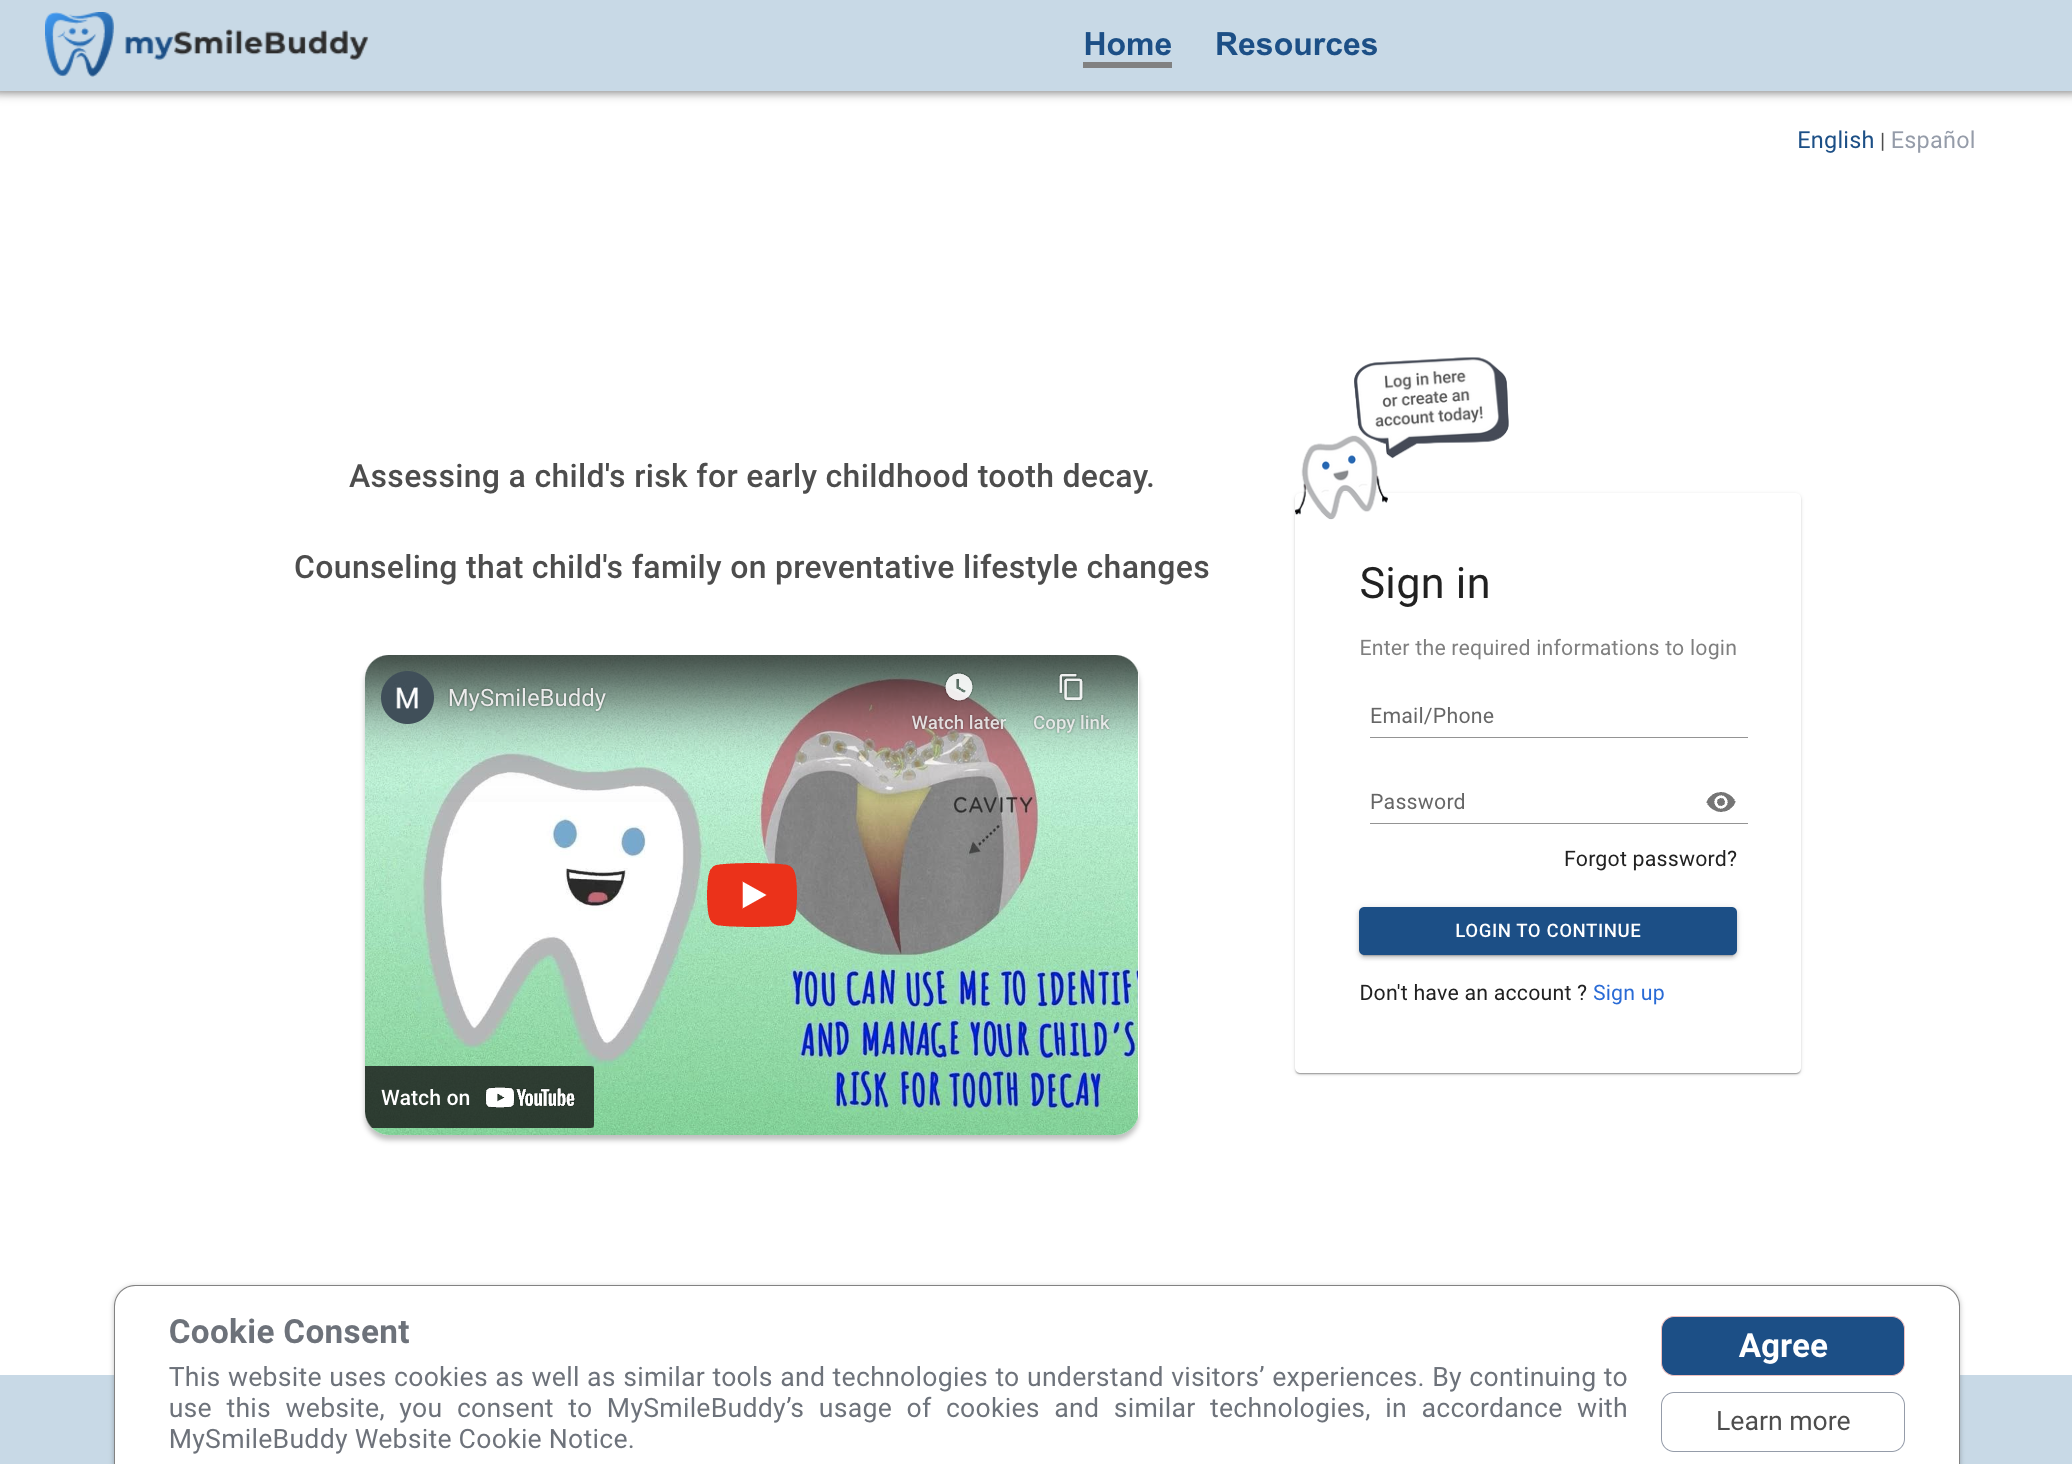 mySmileBuddy
Home
Resources
English | Español
Log in here
or create an
account today!
Assessing a child's risk for early childhood tooth decay.
Counseling that child's family on preventative lifestyle changes
Sign in
Enter the required informations to login
Email/Phone
Password
Forgot password?
LOGIN TO CONTINUE
Don't have an account ? Sign up
M MySmileBuddy
Watch later
Copy link
CAVITY
YOU CAN USE ME TO IDENTIFY
AND MANAGE YOUR CHILD'S
RISK FOR TOOTH DECAY
Watch on YouTube
Cookie Consent
This website uses cookies as well as similar tools and technologies to understand visitors’ experiences. By continuing to
use this website, you consent to MySmileBuddy’s usage of cookies and similar technologies, in accordance with
MySmileBuddy Website Cookie Notice.
Agree
Learn more